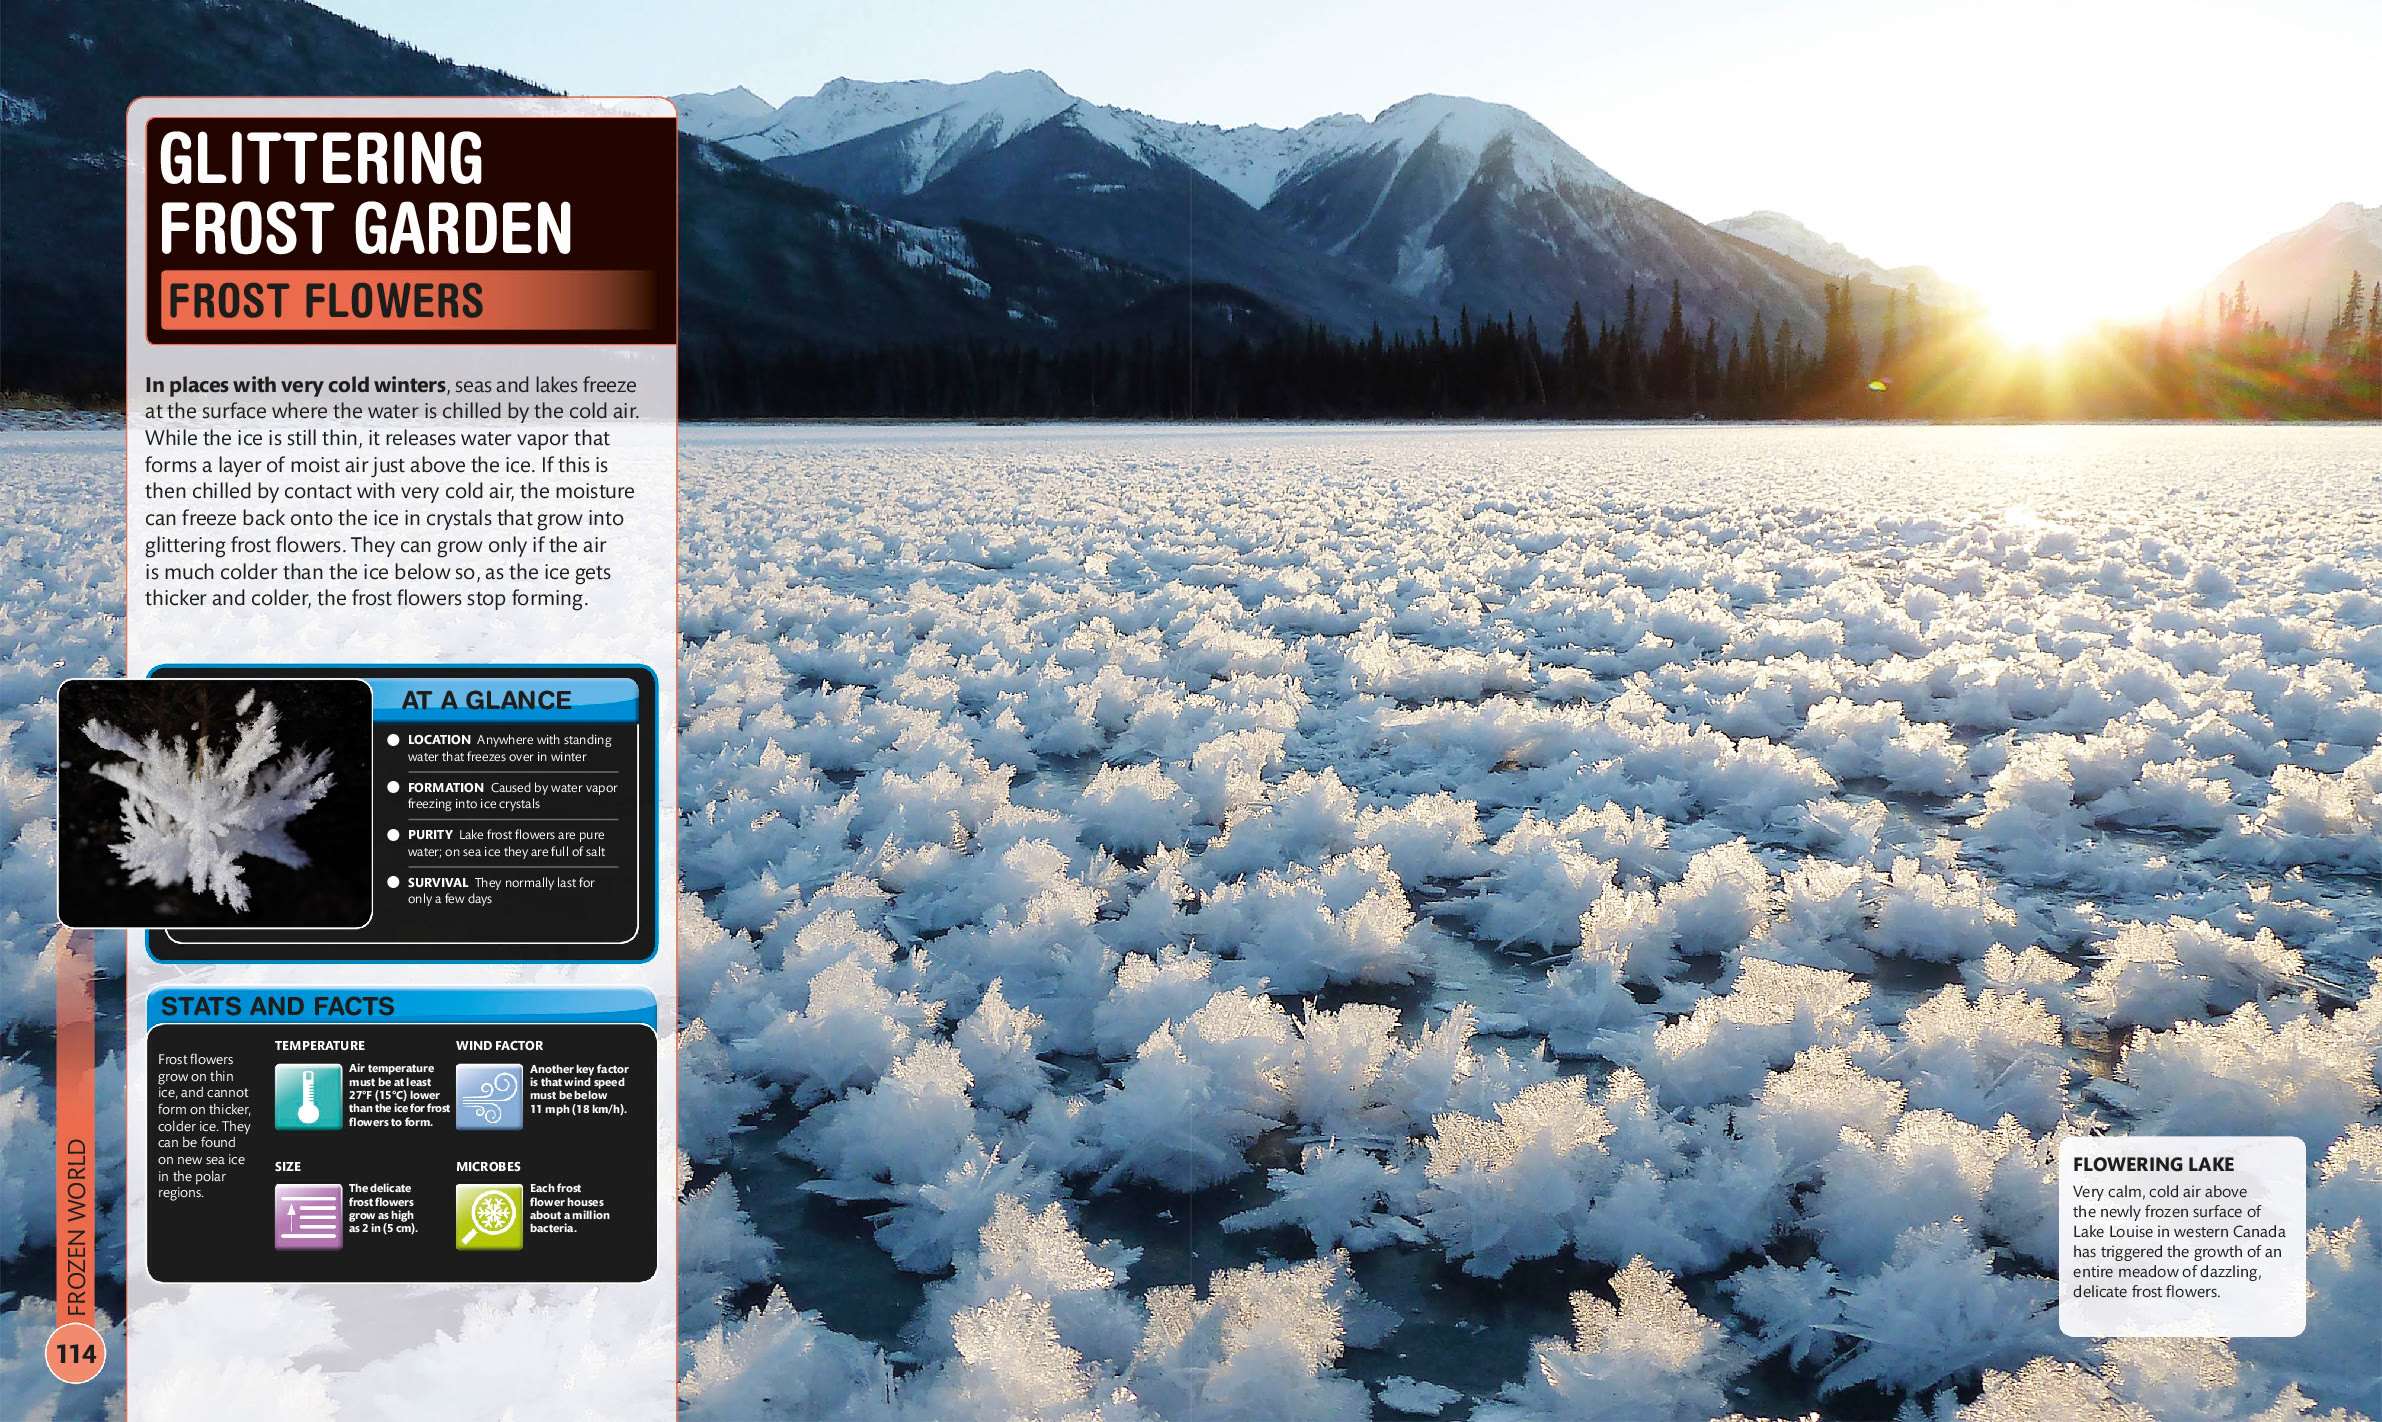 GLITTERING
FROST GARDEN
FROST FLOWERS
In places with very cold winters, seas and lakes freeze
at the surface where the water is chilled by the cold air.
While the ice is still thin, it releases water vapor that
forms a layer of moist air just above the ice. If this is
then chilled by contact with very cold air, the moisture
can freeze back onto the ice in crystals that grow into
glittering frost flowers. They can grow only if the air
is much colder than the ice below so, as the ice gets
thicker and colder, the frost flowers stop forming.
AT A GLANCE
LOCATION Anywhere with standing
water that freezes over in winter
FORMATION Caused by water vapor
freezing into ice crystals
PURITY Lake frost flowers are pure
water; on sea ice they are full of salt
SURVIVAL They normally last for
only a few days
STATS AND FACTS
Frost flowers
grow on thin
ice, and cannot
form on thicker,
colder ice. They
can be found
on new sea ice
in the polar
regions.
TEMPERATURE
Air temperature
must be at least
27°F (15°C) lower
than the ice for frost
flowers to form.
WIND FACTOR
Another key factor
is that wind speed
must be below
11 mph (18 km/h).
SIZE
The delicate
frost flowers
grow as high
as 2 in (5 cm).
MICROBES
Each frost
flower houses
about a million
bacteria.
FROZEN WORLD
114
FLOWERING LAKE
Very calm, cold air above
the newly frozen surface of
Lake Louise in western Canada
has triggered the growth of an
entire meadow of dazzling,
delicate frost flowers.